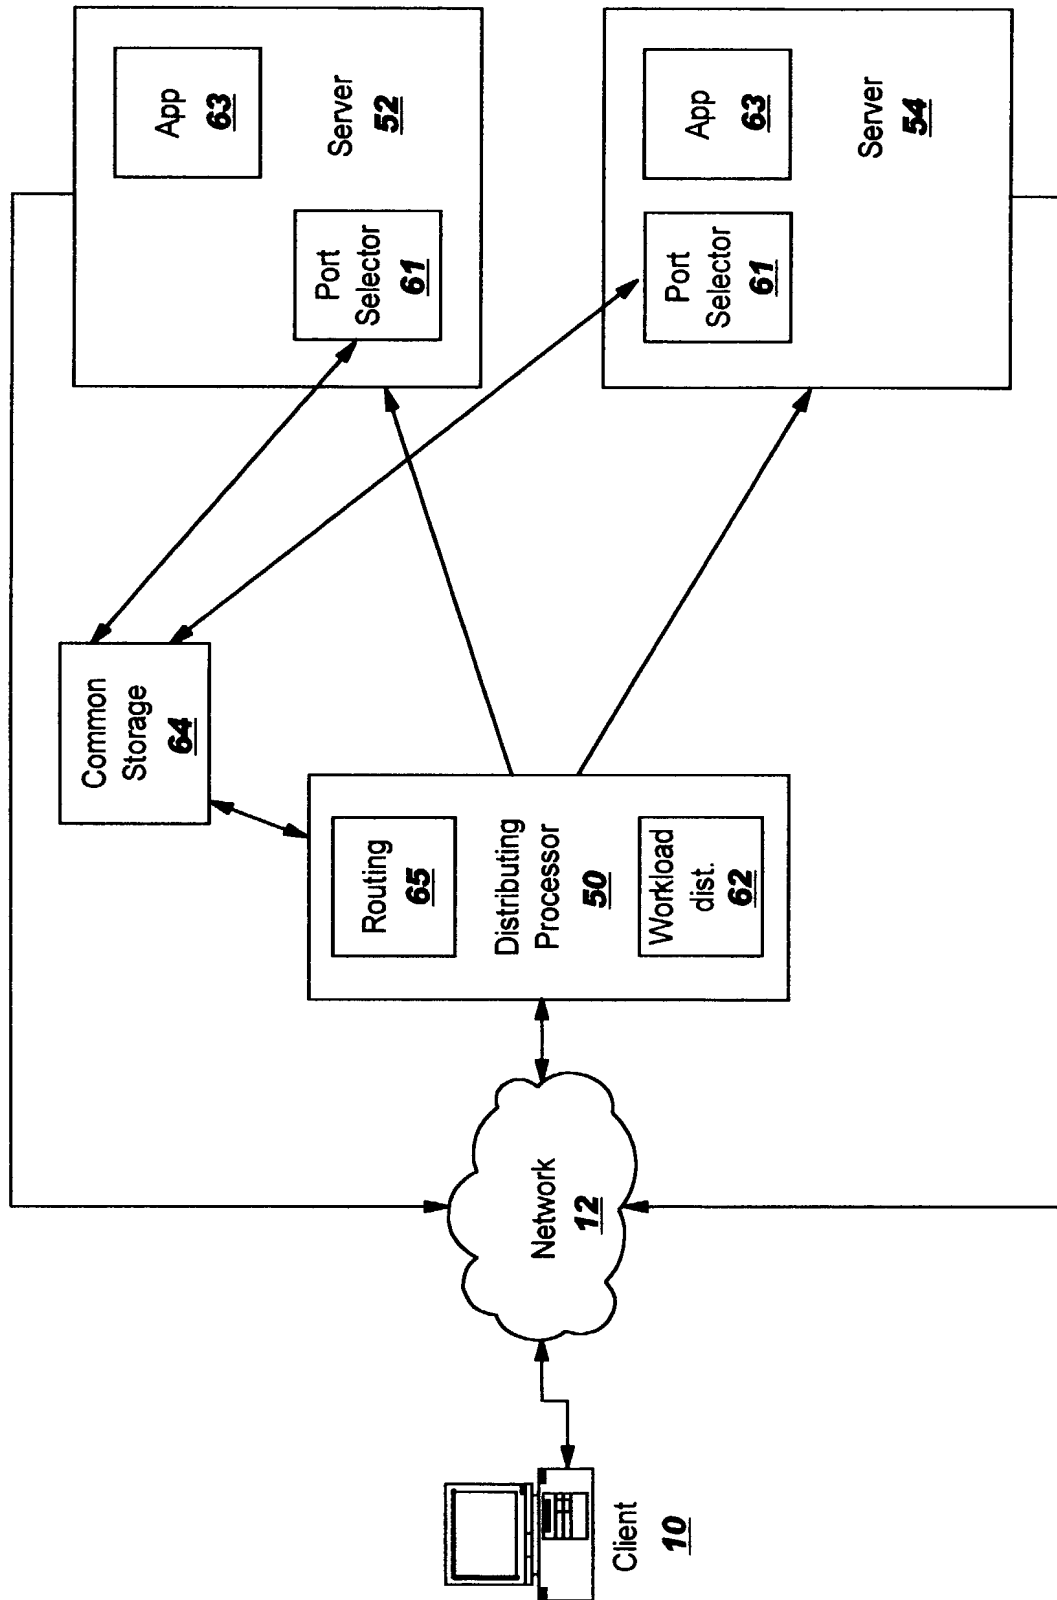 Client
10
Network
12
Routing
65
Distributing
Processor
50
Workload
dist.
62
Common
Storage
64
Port
Selector
61
App
63
Server
52
Port
Selector
61
App
63
Server
54